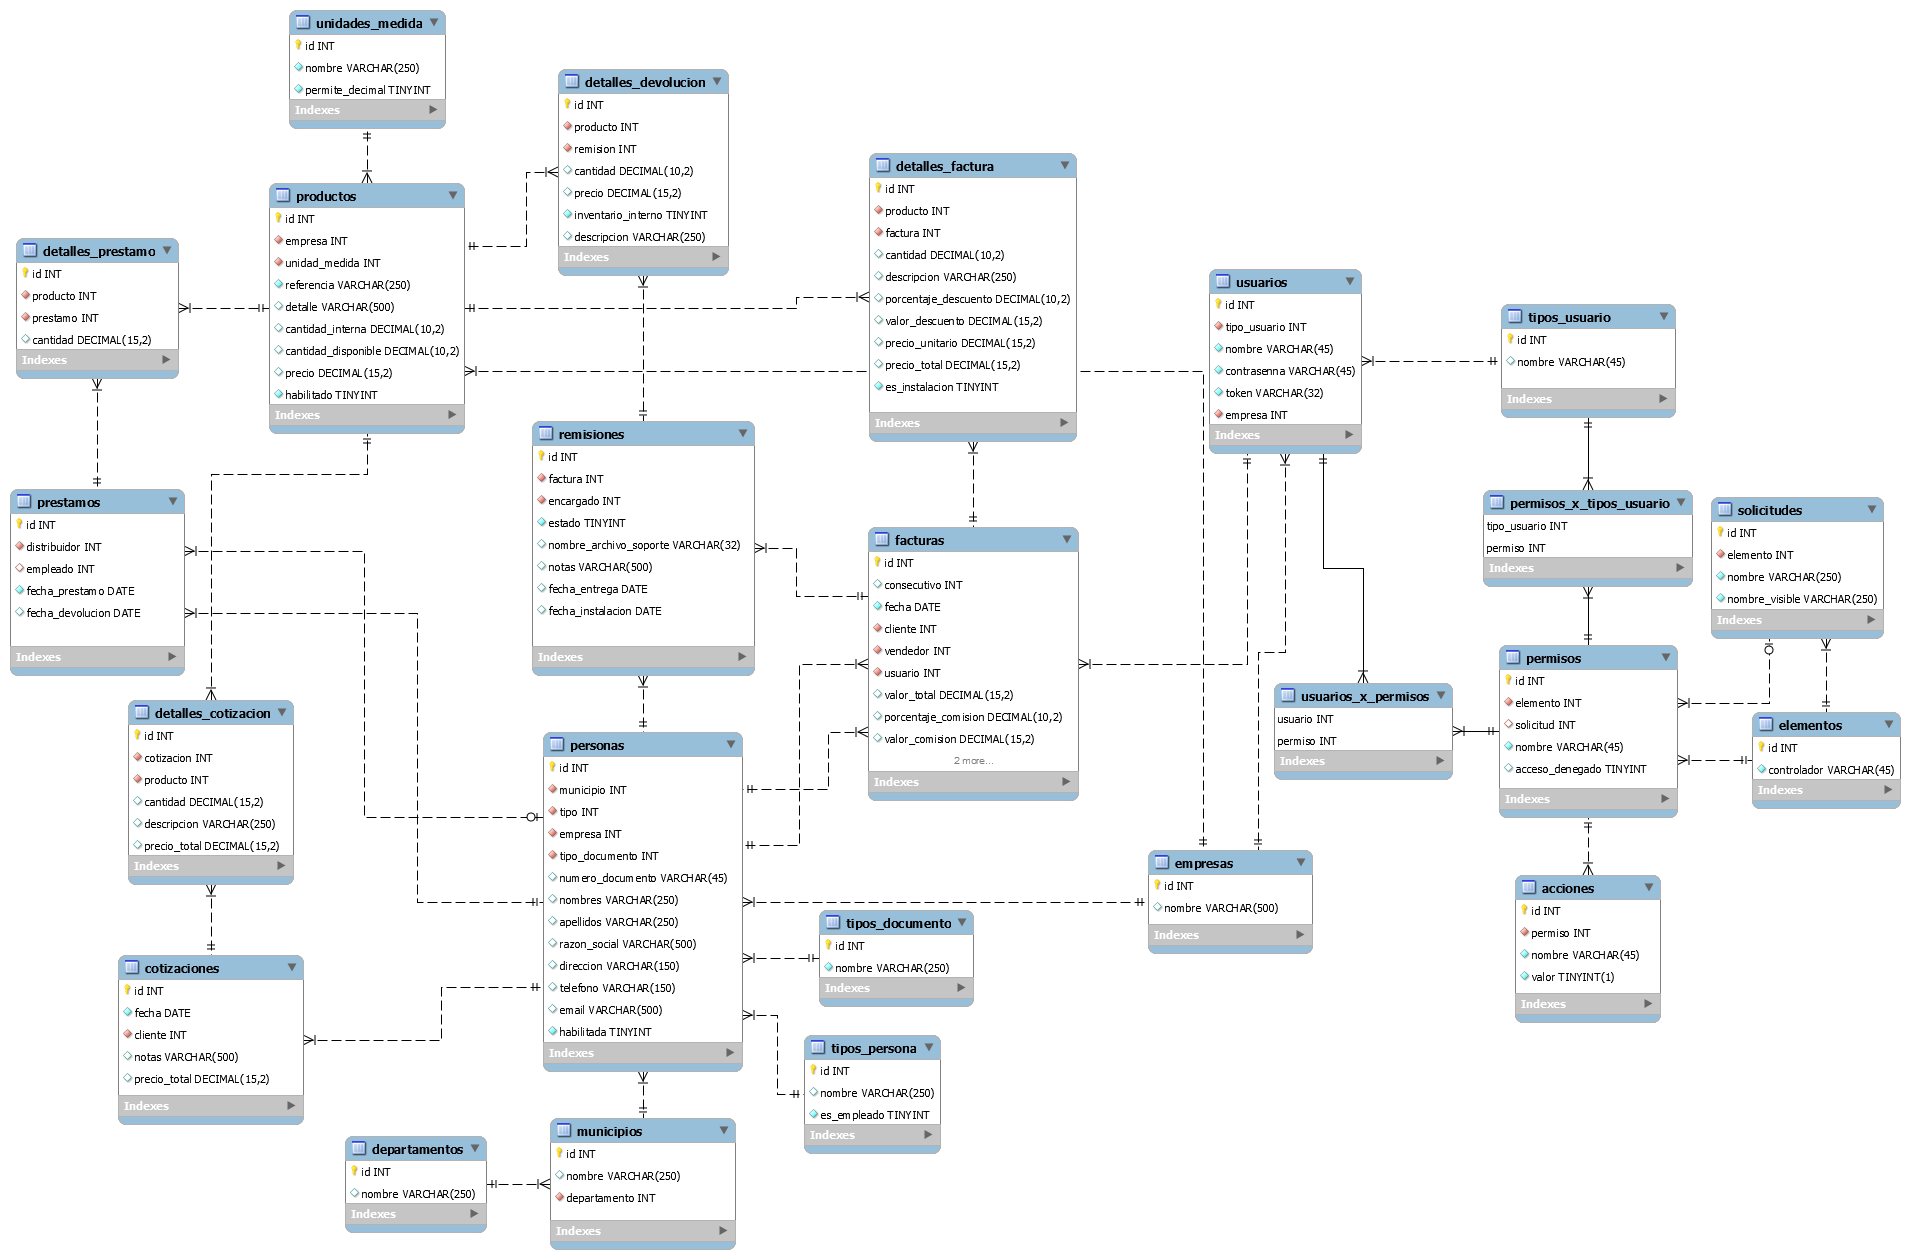 unidades_medida
id INT
nombre VARCHAR(250)
permite_decimal TINYINT
Indexes
detalles_devolucion
id INT
producto INT
remision INT
cantidad DECIMAL(10,2)
precio DECIMAL(15,2)
inventario_interno TINYINT
descripcion VARCHAR(250)
Indexes
detalles_factura
id INT
producto INT
factura INT
cantidad DECIMAL(10,2)
descripcion VARCHAR(250)
porcentaje_descuento DECIMAL(10,2)
valor_descuento DECIMAL(15,2)
precio_unitario DECIMAL(15,2)
precio_total DECIMAL(15,2)
es_instalacion TINYINT
Indexes
productos
id INT
empresa INT
unidad_medida INT
referencia VARCHAR(250)
detalle VARCHAR(500)
cantidad_interna DECIMAL(10,2)
cantidad_disponible DECIMAL(10,2)
precio DECIMAL(15,2)
habilitado TINYINT
Indexes
detalles_prestamo
id INT
producto INT
prestamo INT
cantidad DECIMAL(15,2)
Indexes
usuarios
id INT
tipo_usuario INT
nombre VARCHAR(45)
contrasenna VARCHAR(45)
token VARCHAR(32)
empresa INT
Indexes
tipos_usuario
id INT
nombre VARCHAR(45)
Indexes
remisiones
id INT
factura INT
encargado INT
estado TINYINT
nombre_archivo_soporte VARCHAR(32)
notas VARCHAR(500)
fecha_entrega DATE
fecha_instalacion DATE
Indexes
prestamos
id INT
distribuidor INT
empleado INT
fecha_prestamo DATE
fecha_devolucion DATE
Indexes
permisos_x_tipos_usuario
tipo_usuario INT
permiso INT
Indexes
solicitudes
id INT
elemento INT
nombre VARCHAR(250)
nombre_visible VARCHAR(250)
Indexes
facturas
id INT
consecutivo INT
fecha DATE
cliente INT
vendedor INT
usuario INT
valor_total DECIMAL(15,2)
porcentaje_comision DECIMAL(10,2)
valor_comision DECIMAL(15,2)
2 more...
Indexes
permisos
id INT
elemento INT
solicitud INT
nombre VARCHAR(45)
acceso_denegado TINYINT
Indexes
usuarios_x_permisos
usuario INT
permiso INT
Indexes
elementos
id INT
controlador VARCHAR(45)
Indexes
detalles_cotizacion
id INT
cotizacion INT
producto INT
cantidad DECIMAL(15,2)
descripcion VARCHAR(250)
precio_total DECIMAL(15,2)
Indexes
personas
id INT
municipio INT
tipo INT
empresa INT
tipo_documento INT
numero_documento VARCHAR(45)
nombres VARCHAR(250)
apellidos VARCHAR(250)
razon_social VARCHAR(500)
direccion VARCHAR(150)
telefono VARCHAR(150)
email VARCHAR(500)
habilitada TINYINT
Indexes
empresas
id INT
nombre VARCHAR(500)
Indexes
acciones
id INT
permiso INT
nombre VARCHAR(45)
valor TINYINT(1)
Indexes
tipos_documento
id INT
nombre VARCHAR(250)
Indexes
cotizaciones
id INT
fecha DATE
cliente INT
notas VARCHAR(500)
precio_total DECIMAL(15,2)
Indexes
tipos_persona
id INT
nombre VARCHAR(250)
es_empleado TINYINT
Indexes
municipios
id INT
nombre VARCHAR(250)
departamento INT
Indexes
departamentos
id INT
nombre VARCHAR(250)
Indexes